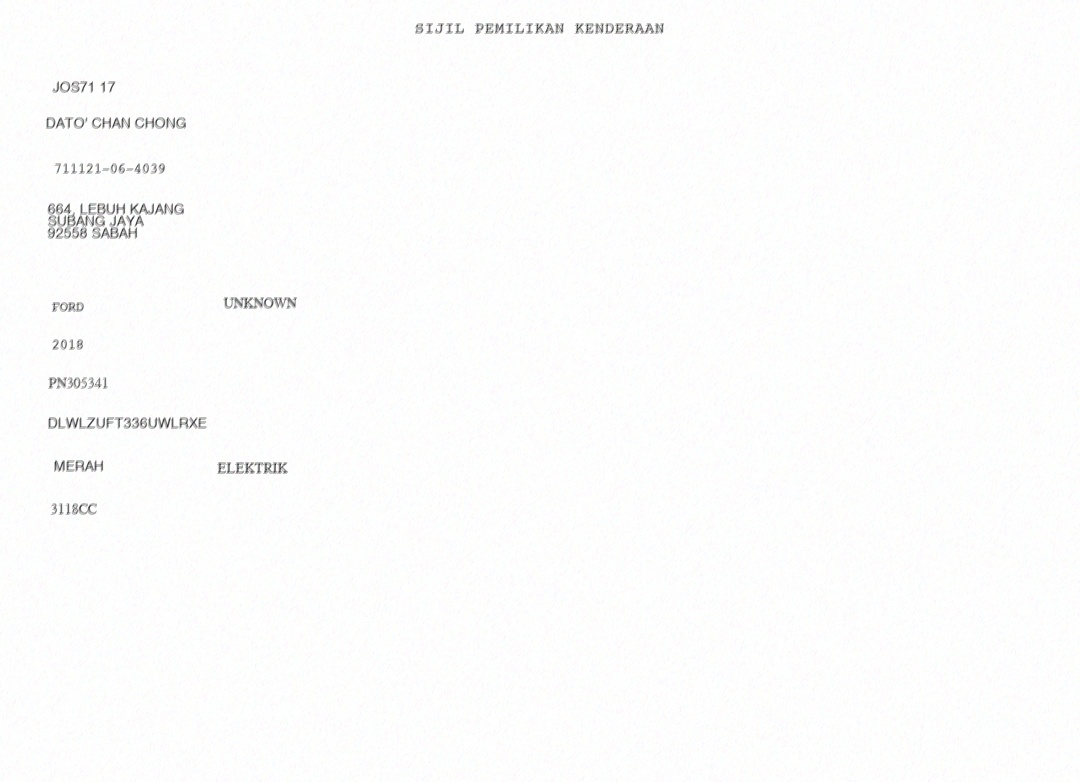 SIJIL PEMILIKAN KENDERAAN
JOS71 17
DATO' CHAN CHONG
711121-06-4039
664, LEBUH KAJANG
SUBANG JAYA
92558 SABAH
FORD UNKNOWN
2018
PN305341
DLWLZUFT336UWLRXE
MERAH ELEKTRIK
3118CC